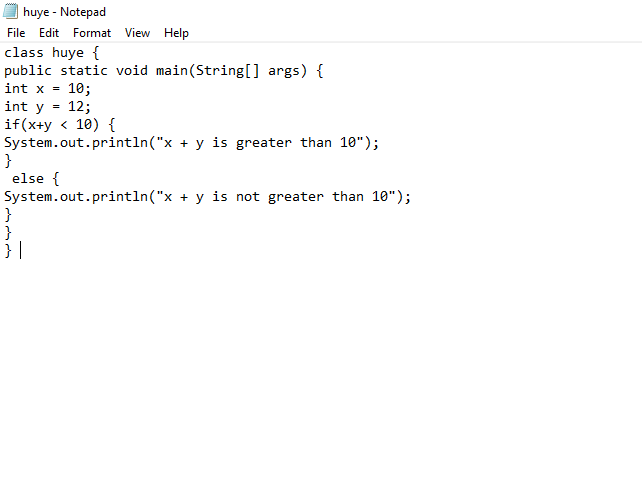 huye - Notepad
File Edit Format View Help
class huye {
public static void main(String[] args) {
int x = 10;
int y = 12;
if(x+y < 10) {
System.out.println("x + y is greater than 10");
}
 else {
System.out.println("x + y is not greater than 10");
}
}
}